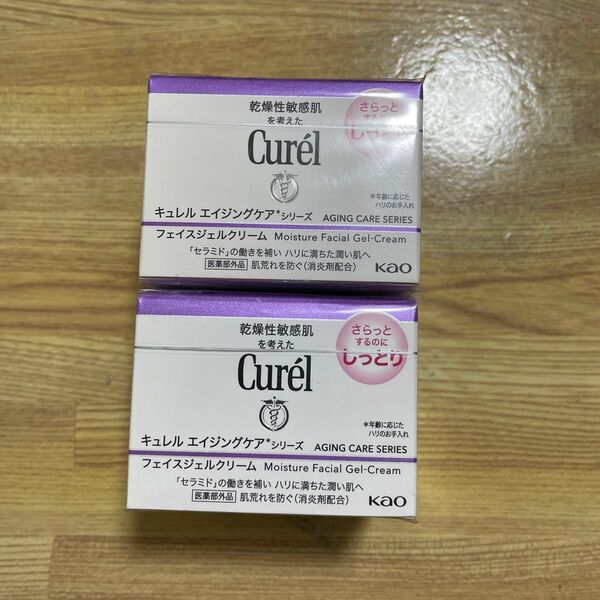 乾燥性敏感肌
を考えた
さらっと
Curél
*年齢に応じた
ハリのお手入れ
キュレル エイジングケア*シリーズ AGING CARE SERIES
フェイスジェルクリーム Moisture Facial Gel-Cream
「セラミド」の働きを補い ハリに満ちた潤い肌へ
医薬部外品 肌荒れを防ぐ(消炎剤配合)
Kao
乾燥性敏感肌
を考えた
さらっと
するのに
しっとり
Curél
*年齢に応じた
ハリのお手入れ
キュレル エイジングケア*シリーズ AGING CARE SERIES
フェイスジェルクリーム Moisture Facial Gel-Cream
「セラミド」の働きを補い ハリに満ちた潤い肌へ
医薬部外品 肌荒れを防ぐ(消炎剤配合)
Kao